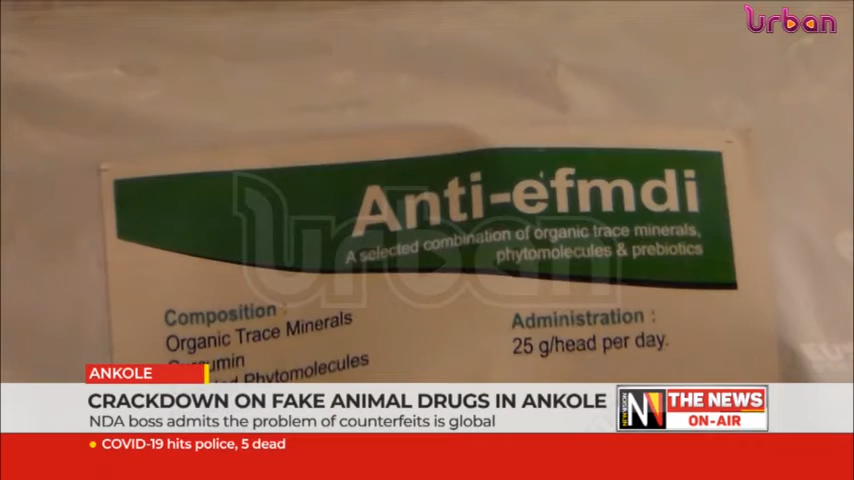 Urban
Anti-efmdi
A selected combination of organic trace minerals,
phytomolecules & prebiotics
Urban
Composition :
Organic Trace Minerals
Phytomolecules
Administration :
25 g/head per day.
ANKOLE
CRACKDOWN ON FAKE ANIMAL DRUGS IN ANKOLE
NDA boss admits the problem of counterfeits is global
THE NEWS
ON-AIR
COVID-19 hits police, 5 dead